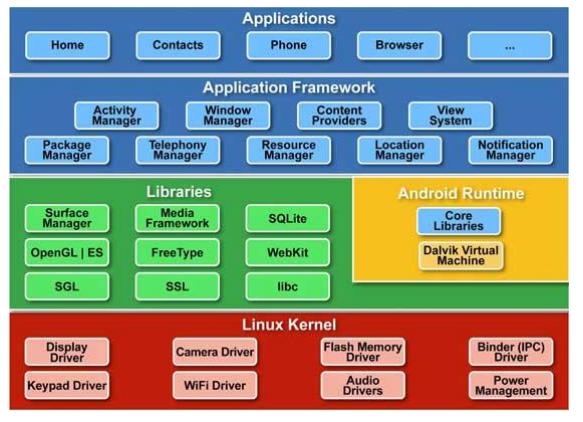 Applications
Home
Contacts
Phone
Browser
...
Application Framework
Activity
Manager
Window
Manager
Content
Providers
View
System
Package
Manager
Telephony
Manager
Resource
Manager
Location
Manager
Notification
Manager
Libraries
Surface
Manager
Media
Framework
SQLite
OpenGL | ES
FreeType
WebKit
SGL
SSL
libc
Android Runtime
Core
Libraries
Dalvik Virtual
Machine
Linux Kernel
Display
Driver
Camera Driver
Flash Memory
Driver
Binder (IPC)
Driver
Keypad Driver
WiFi Driver
Audio
Drivers
Power
Management